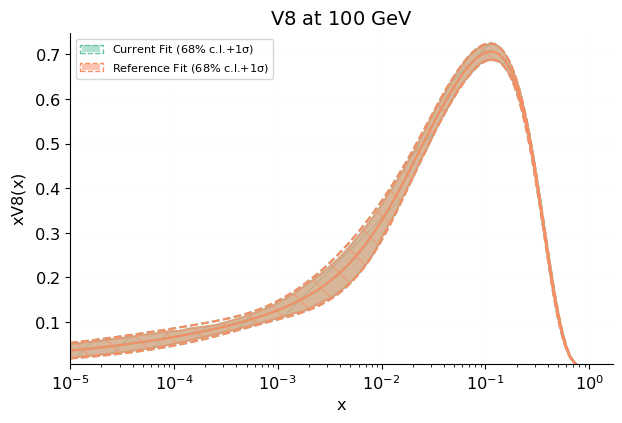 V8 at 100 GeV
Current Fit (68% c.l.+1σ)
Reference Fit (68% c.l.+1σ)
xV8(x)
0.7
0.6
0.5
0.4
0.3
0.2
0.1
10⁻⁵ 10⁻⁴ 10⁻³ 10⁻² 10⁻¹ 10⁰
x